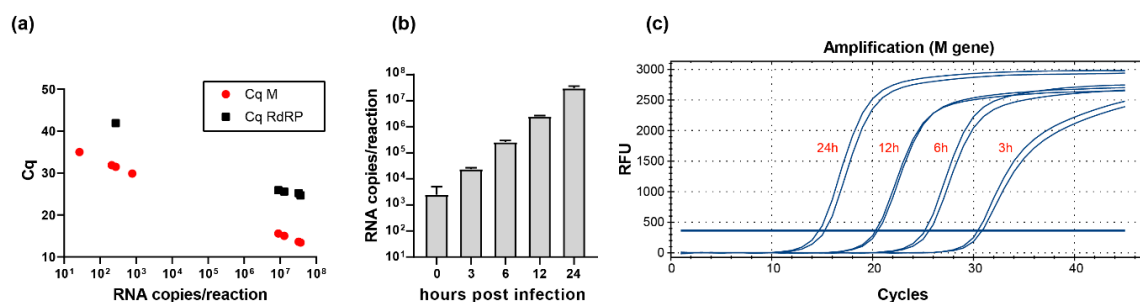 (a)
Cq M
Cq RdRP
50
40
30
20
10
Cq
10¹ 10² 10³ 10⁴ 10⁵ 10⁶ 10⁷ 10⁸
RNA copies/reaction
(b)
10⁸
10⁷
10⁶
10⁵
10⁴
10³
10²
10¹
RNA copies/reaction
0 3 6 12 24
hours post infection
(c)
Amplification (M gene)
3000
2500
2000
1500
1000
500
0
RFU
24h 12h 6h 3h
0 10 20 30 40
Cycles